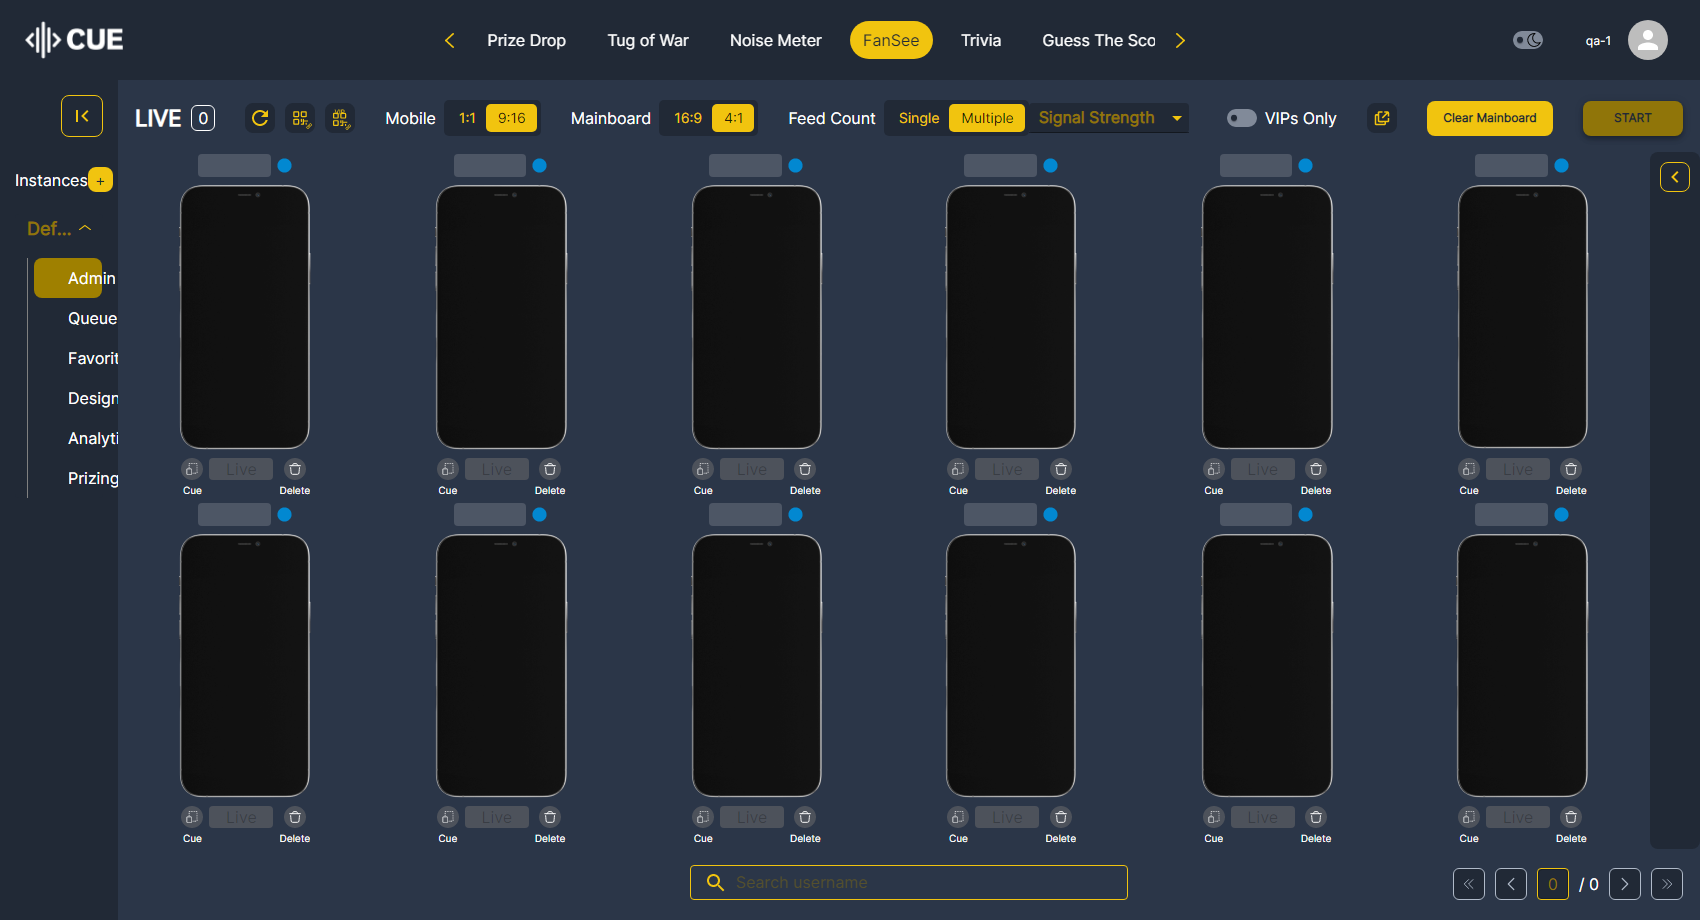 CUE
Prize Drop Tug of War Noise Meter FanSee Trivia Guess The Sco
qa-1
LIVE 0 Mobile 1:1 9:16 Mainboard 16:9 4:1 Feed Count Single Multiple Signal Strength VIPs Only Clear Mainboard START
Instances +
Def...
Admin
Queue
Favorit
Design
Analyti
Prizing
Live Live Live Live Live Live
Cue Delete Cue Delete Cue Delete Cue Delete Cue Delete Cue Delete
Live Live Live Live Live Live
Cue Delete Cue Delete Cue Delete Cue Delete Cue Delete Cue Delete
Search username
0 / 0